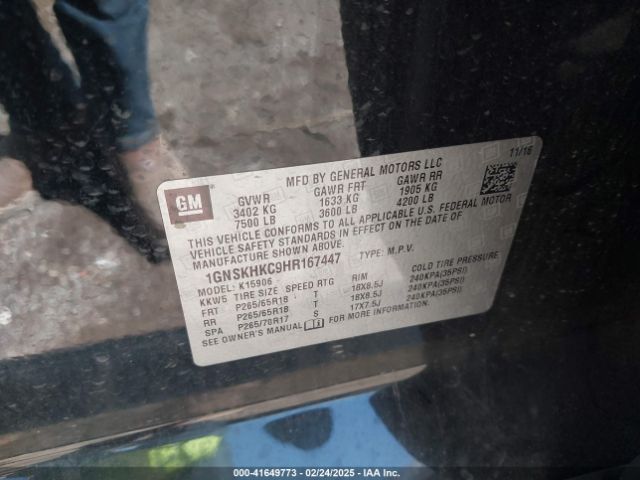 GM
MFD BY GENERAL MOTORS LLC
11/16
GVWR GAWR FRT GAWR RR
3402 KG 1633 KG 1905 KG
7500 LB 3600 LB 4200 LB
THIS VEHICLE CONFORMS TO ALL APPLICABLE U.S. FEDERAL MOTOR
VEHICLE SAFETY STANDARDS IN EFFECT ON THE DATE OF
MANUFACTURE SHOWN ABOVE.
1GNSKHKC9HR167447 TYPE: M.P.V.
MODEL: K15906
KKW5 TIRE SIZE SPEED RTG RIM COLD TIRE PRESSURE
FRT P265/65R18 T 18X8.5J 240KPA(35PSI)
RR P265/65R18 T 18X8.5J 240KPA(35PSI)
SPA P265/70R17 S 17X7.5J 240KPA(35PSI)
SEE OWNER'S MANUAL FOR MORE INFORMATION.
000-41649773 - 02/24/2025 - IAA Inc.